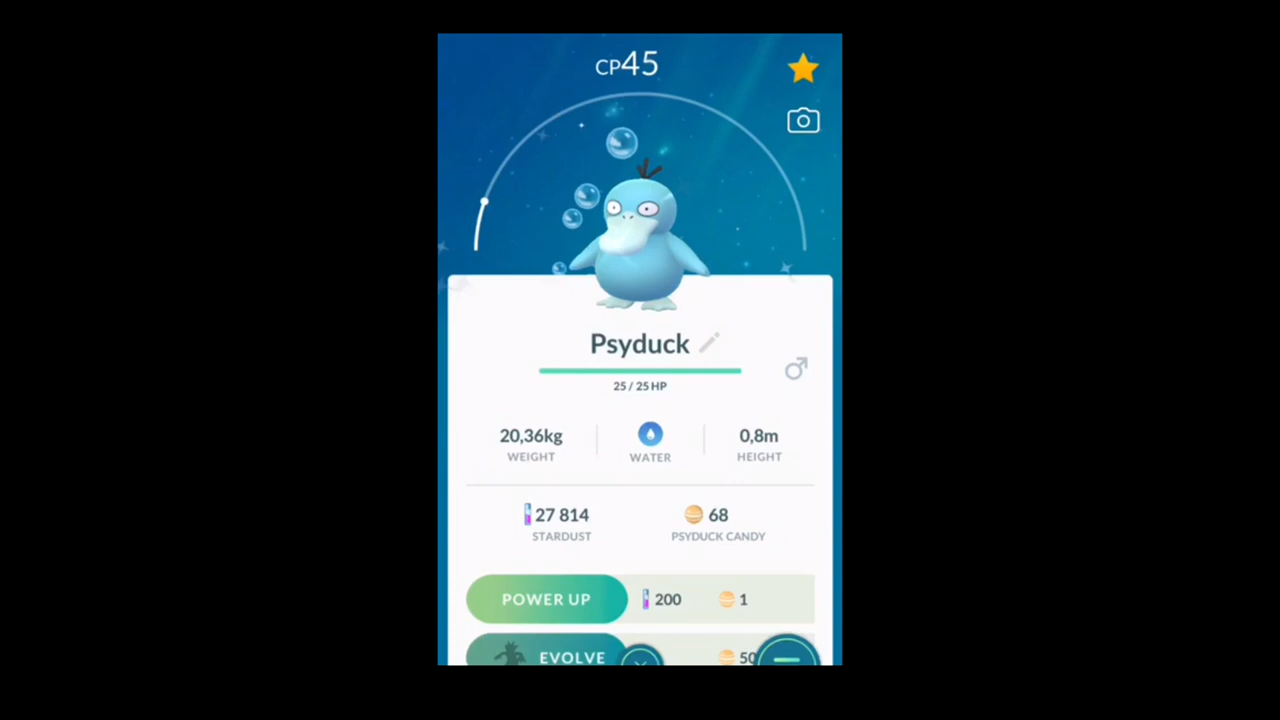 CP45
Psyduck
25 / 25 HP
20,36kg
WEIGHT
WATER
0,8m
HEIGHT
27 814
STARDUST
68
PSYDUCK CANDY
POWER UP
200
1
EVOLVE
50